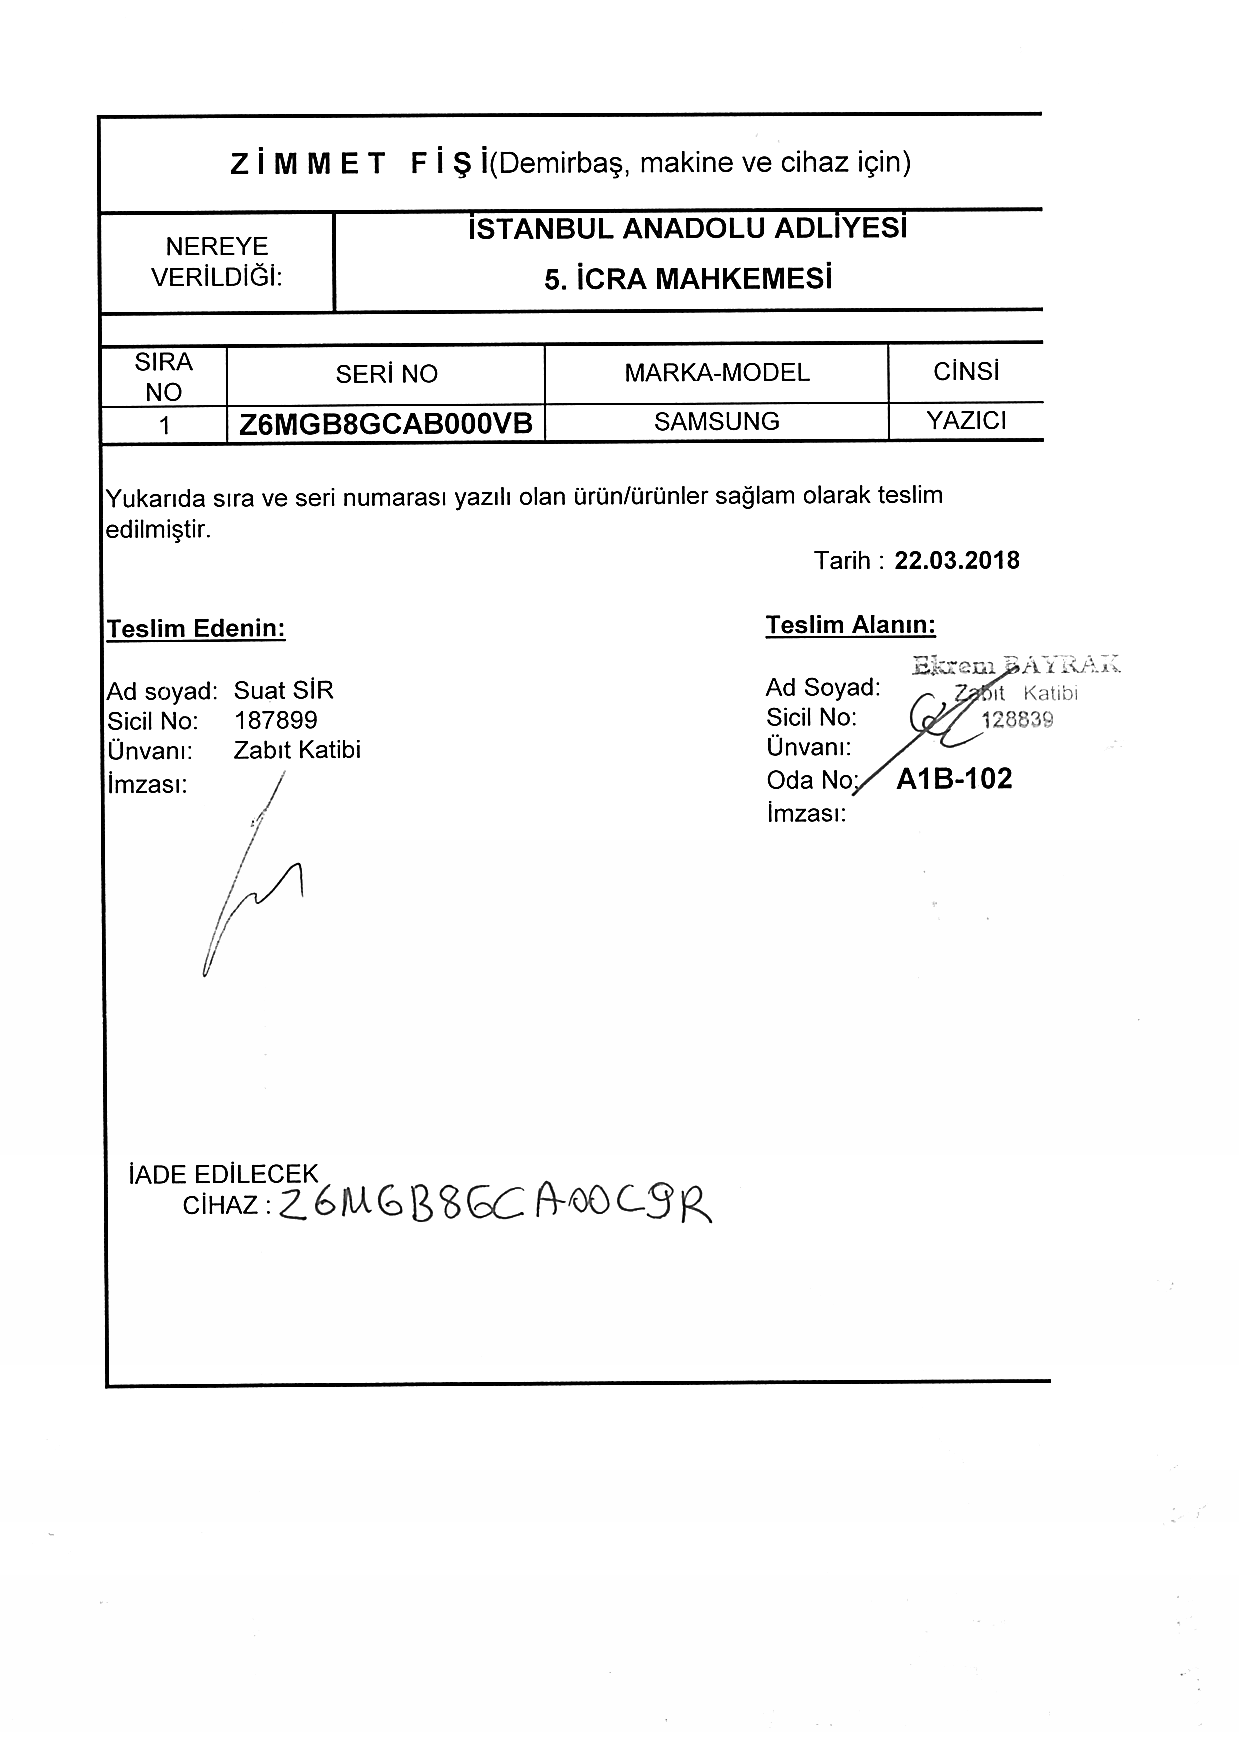 ZİMMET FİŞİ(Demirbaş, makine ve cihaz için)
NEREYE VERİLDİĞİ:
İSTANBUL ANADOLU ADLİYESİ
5. İCRA MAHKEMESİ
SIRA NO SERİ NO MARKA-MODEL CİNSİ
1 Z6MGB8GCAB000VB SAMSUNG YAZICI
Yukarıda sıra ve seri numarası yazılı olan ürün/ürünler sağlam olarak teslim
edilmiştir.
Tarih : 22.03.2018
Teslim Edenin:
Ad soyad: Suat SİR
Sicil No: 187899
Ünvanı: Zabıt Katibi
İmzası:
Teslim Alanın:
Ad Soyad: Ekrem BAYRAK
Zabıt Katibi
Sicil No: 128839
Ünvanı:
Oda No: A1B-102
İmzası:
İADE EDİLECEK
CİHAZ : Z6MGB8GCA00C9R